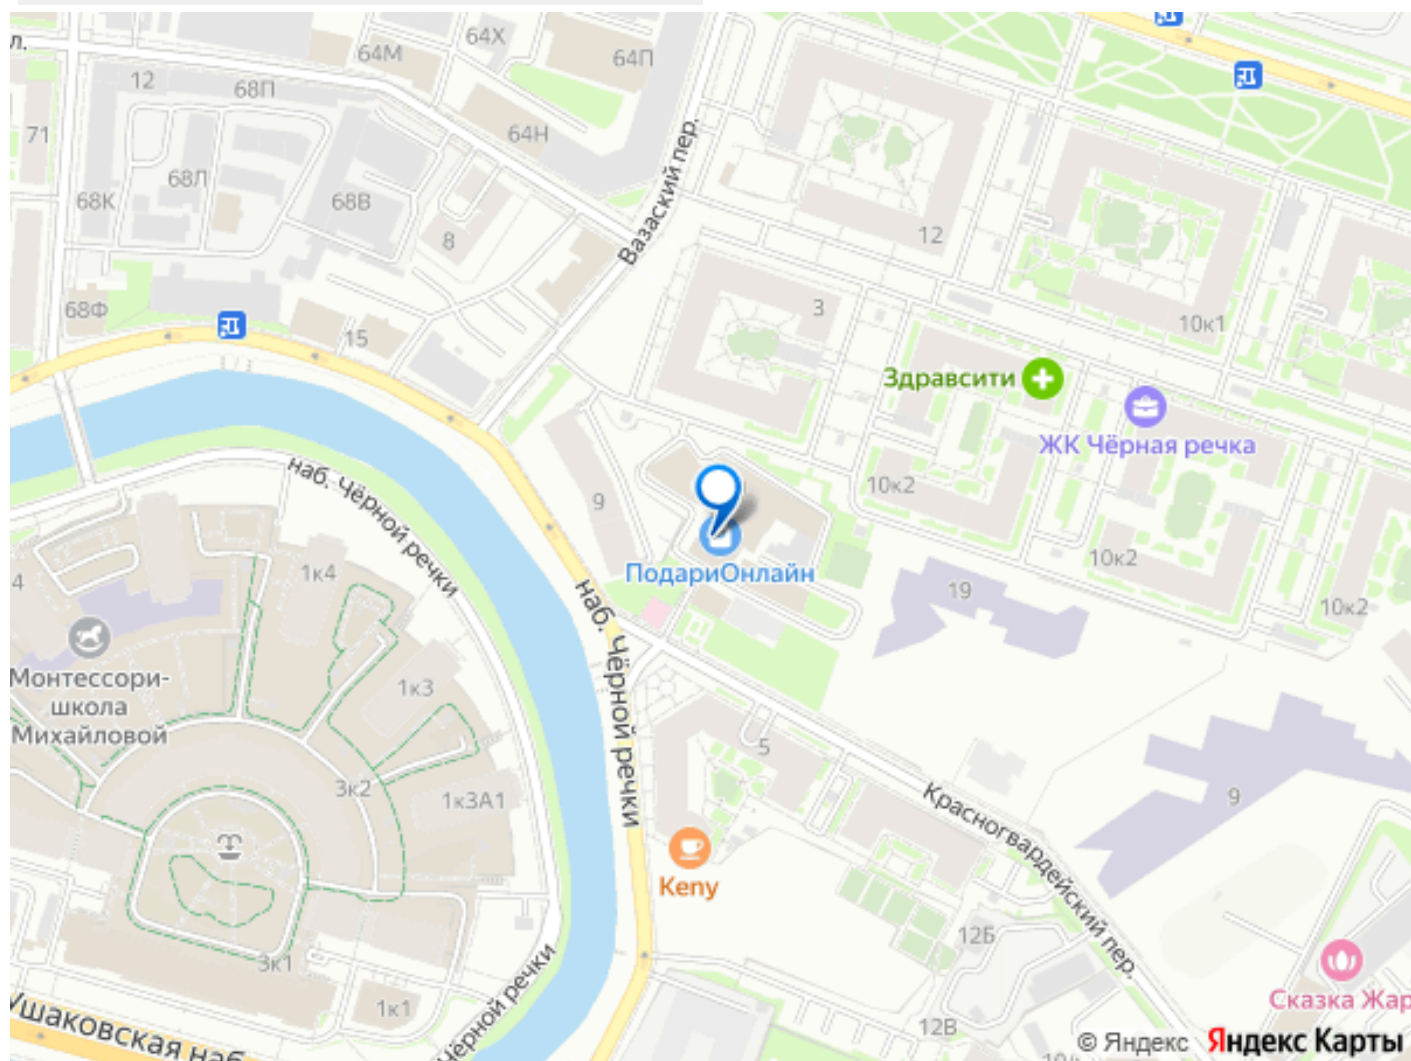 л.
64М
64Х
64П
12
68П
71
64Н
68К
68Л
68В
8
Вазаский пер.
12
68Ф
15
3
10к1
Здравсити
ЖК Чёрная речка
наб. Чёрной речки
9
10к2
ПодариОнлайн
10к2
19
10к2
4
1к4
наб. Чёрной речки
Монтессори-
школа
Михайловой
1к3
5
3к2
1к3А1
Красногвардейский пер.
9
Keny
12Б
3к1
Чёрной речки
Сказка Жар
1к1
12В
Ушаковская наб
© Яндекс Яндекс Карты